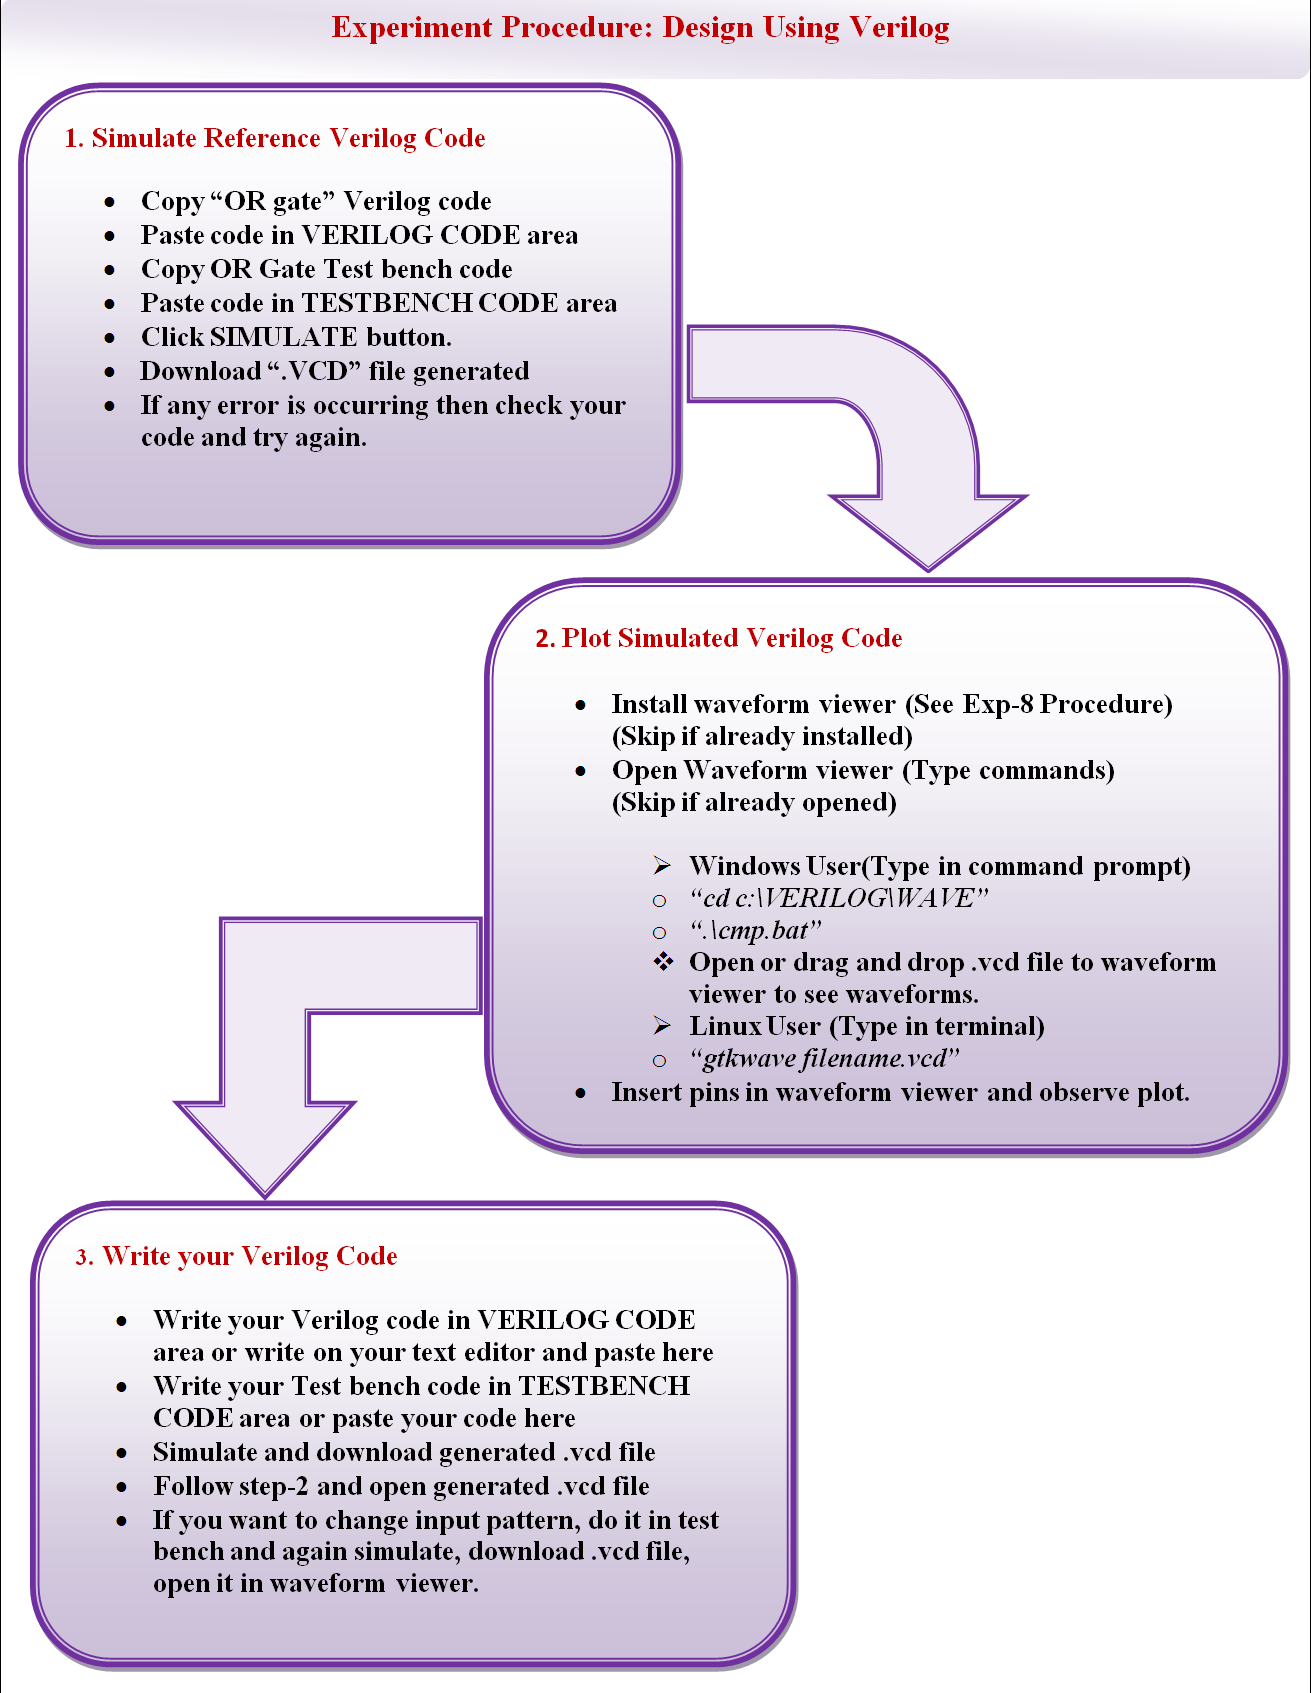 Experiment Procedure: Design Using Verilog
1. Simulate Reference Verilog Code
• Copy “OR gate” Verilog code
• Paste code in VERILOG CODE area
• Copy OR Gate Test bench code
• Paste code in TESTBENCH CODE area
• Click SIMULATE button.
• Download “.VCD” file generated
• If any error is occurring then check your
code and try again.
2. Plot Simulated Verilog Code
• Install waveform viewer (See Exp-8 Procedure)
(Skip if already installed)
• Open Waveform viewer (Type commands)
(Skip if already opened)
➢ Windows User(Type in command prompt)
o “cd c:\VERILOG\WAVE”
o “.\cmp.bat”
❖ Open or drag and drop .vcd file to waveform
viewer to see waveforms.
➢ Linux User (Type in terminal)
o “gtkwave filename.vcd”
• Insert pins in waveform viewer and observe plot.
3. Write your Verilog Code
• Write your Verilog code in VERILOG CODE
area or write on your text editor and paste here
• Write your Test bench code in TESTBENCH
CODE area or paste your code here
• Simulate and download generated .vcd file
• Follow step-2 and open generated .vcd file
• If you want to change input pattern, do it in test
bench and again simulate, download .vcd file,
open it in waveform viewer.